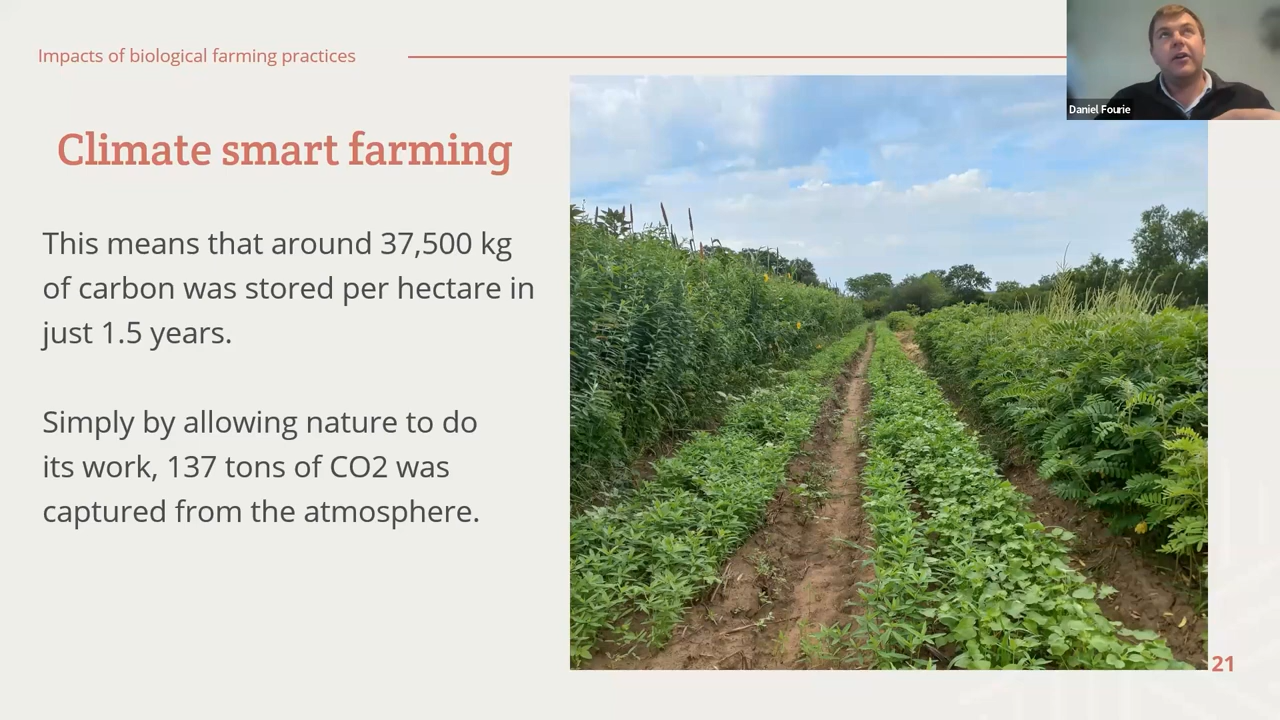 Impacts of biological farming practices
Daniel Fourie
Climate smart farming
This means that around 37,500 kg
of carbon was stored per hectare in
just 1.5 years.
Simply by allowing nature to do
its work, 137 tons of CO2 was
captured from the atmosphere.
21